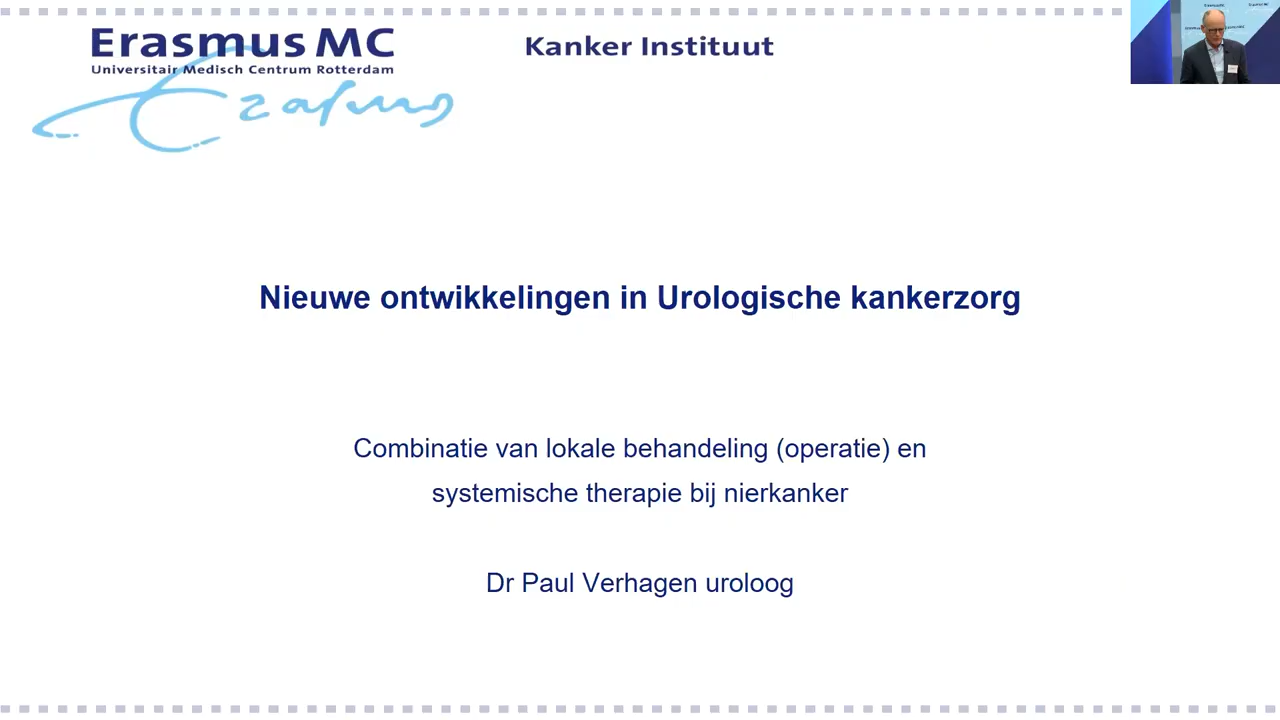 Erasmus MC
Universitair Medisch Centrum Rotterdam
Erasmus
Kanker Instituut
Nieuwe ontwikkelingen in Urologische kankerzorg
Combinatie van lokale behandeling (operatie) en
systemische therapie bij nierkanker
Dr Paul Verhagen uroloog